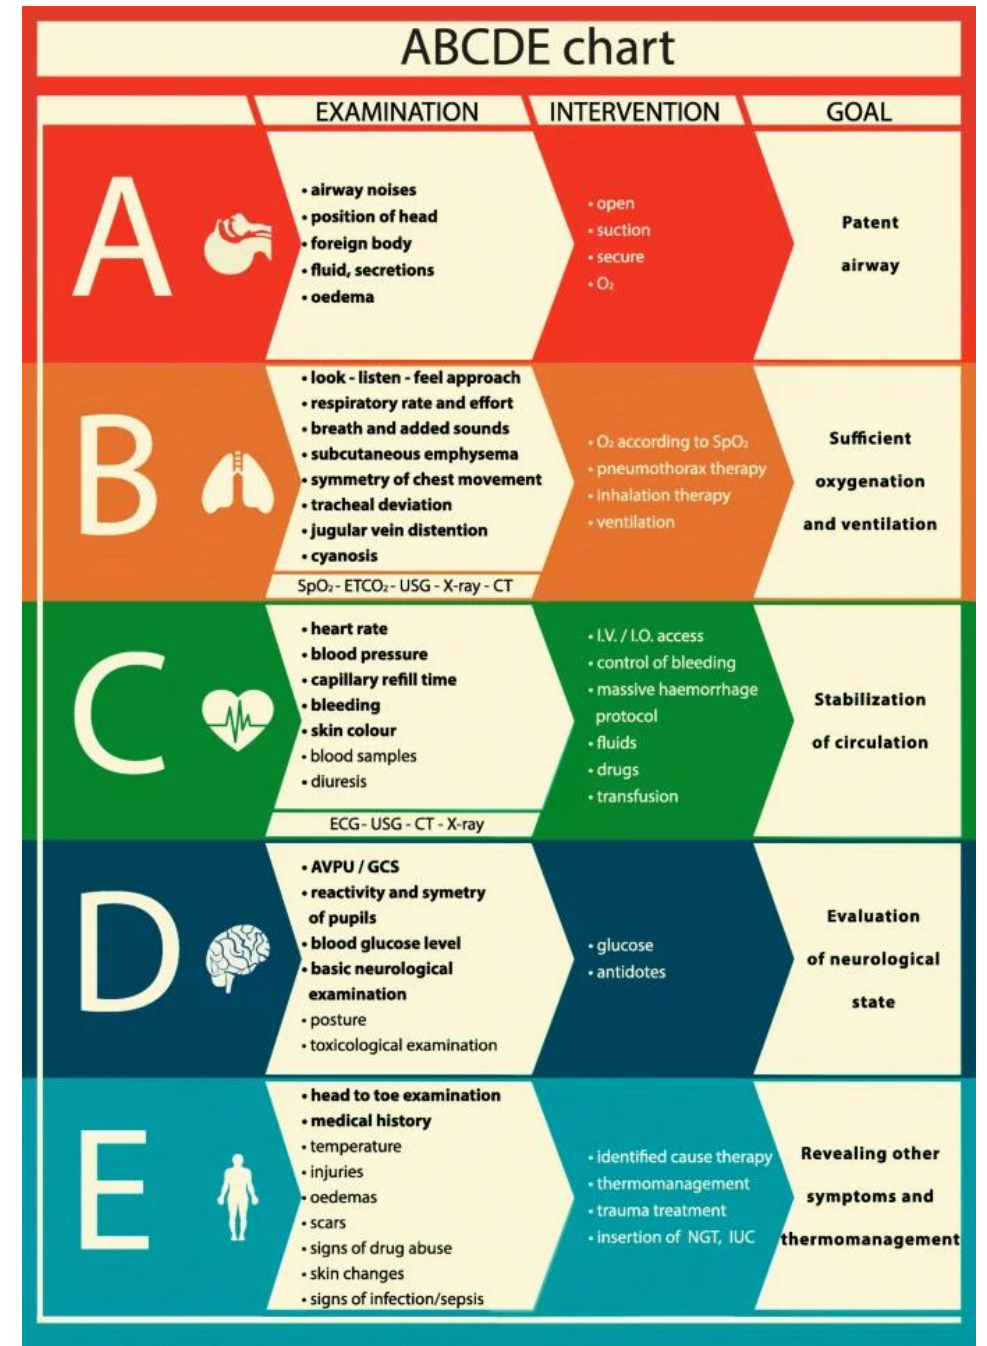 ABCDE chart
EXAMINATION
INTERVENTION
GOAL
A
• airway noises
• position of head
• foreign body
• fluid, secretions
• oedema
• open
• suction
• secure
• O₂
Patent
airway
B
• look - listen - feel approach
• respiratory rate and effort
• breath and added sounds
• subcutaneous emphysema
• symmetry of chest movement
• tracheal deviation
• jugular vein distention
• cyanosis
SpO₂ - ETCO₂ - USG - X-ray - CT
• O₂ according to SpO₂
• pneumothorax therapy
• inhalation therapy
• ventilation
Sufficient
oxygenation
and ventilation
C
• heart rate
• blood pressure
• capillary refill time
• bleeding
• skin colour
• blood samples
• diuresis
ECG - USG - CT - X-ray
• I.V. / I.O. access
• control of bleeding
• massive haemorrhage
protocol
• fluids
• drugs
• transfusion
Stabilization
of circulation
D
• AVPU / GCS
• reactivity and symetry
of pupils
• blood glucose level
• basic neurological
examination
• posture
• toxicological examination
• glucose
• antidotes
Evaluation
of neurological
state
E
• head to toe examination
• medical history
• temperature
• injuries
• oedemas
• scars
• signs of drug abuse
• skin changes
• signs of infection/sepsis
• identified cause therapy
• thermomanagement
• trauma treatment
• insertion of NGT, IUC
Revealing other
symptoms and
thermomanagement